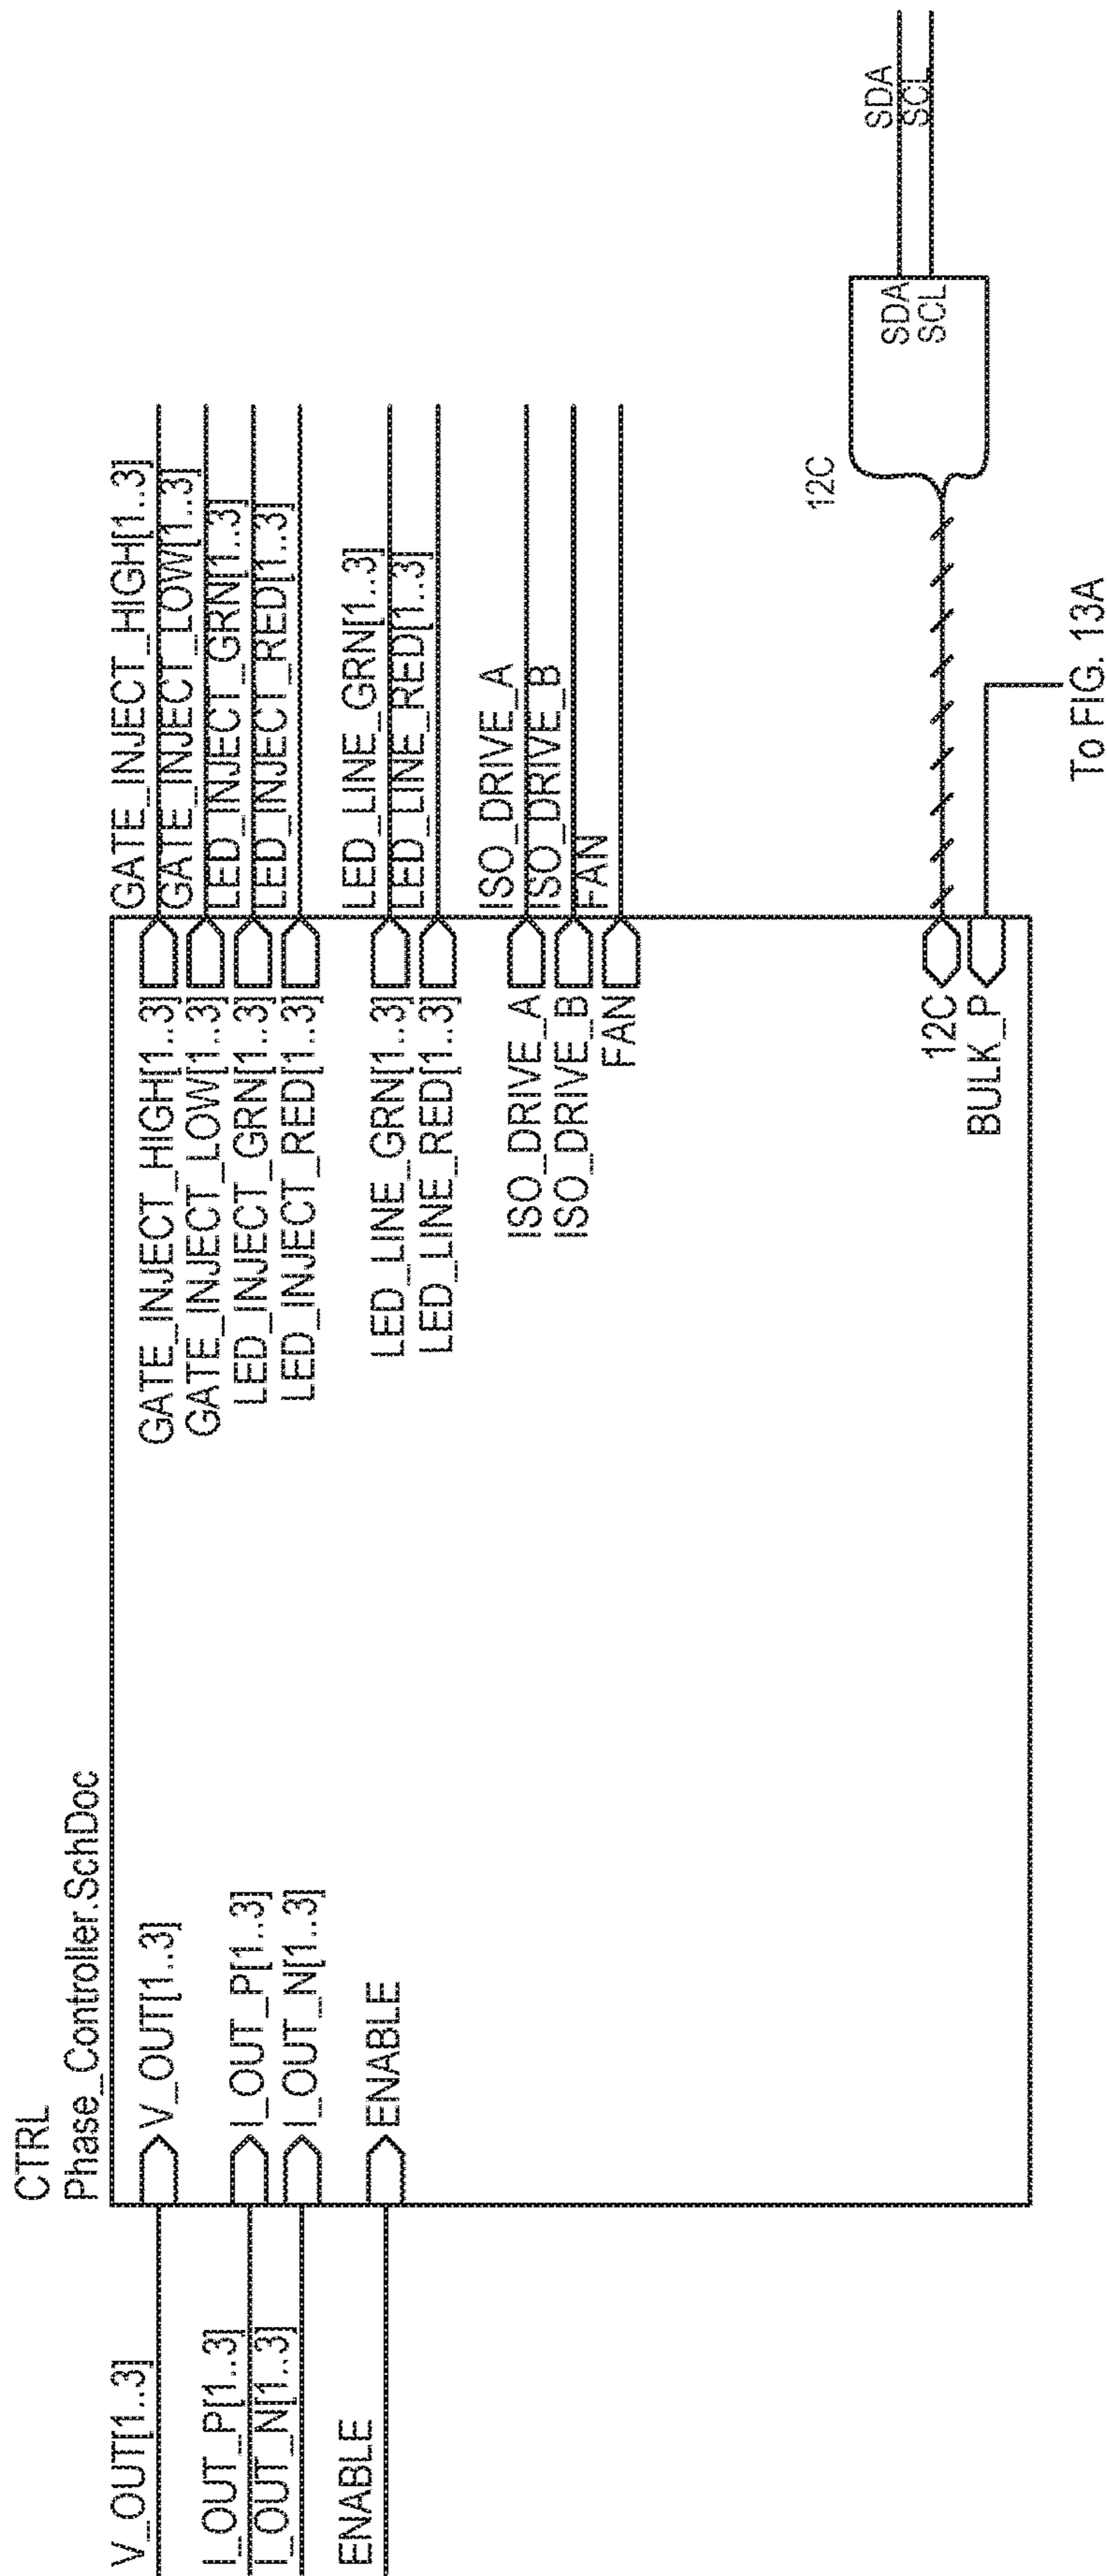 CTRL
Phase_Controller.SchDoc
V_OUT[1..3]
I_OUT_P[1..3]
I_OUT_N[1..3]
ENABLE
V_OUT[1..3]
I_OUT_P[1..3]
I_OUT_N[1..3]
ENABLE
GATE_INJECT_HIGH[1..3]
GATE_INJECT_LOW[1..3]
LED_INJECT_GRN[1..3]
LED_INJECT_RED[1..3]
LED_LINE_GRN[1..3]
LED_LINE_RED[1..3]
ISO_DRIVE_A
ISO_DRIVE_B
FAN
12C
BULK_P
GATE_INJECT_HIGH[1..3]
GATE_INJECT_LOW[1..3]
LED_INJECT_GRN[1..3]
LED_INJECT_RED[1..3]
LED_LINE_GRN[1..3]
LED_LINE_RED[1..3]
ISO_DRIVE_A
ISO_DRIVE_B
FAN
12C
SDA
SCL
SDA
SCL
To FIG. 13A